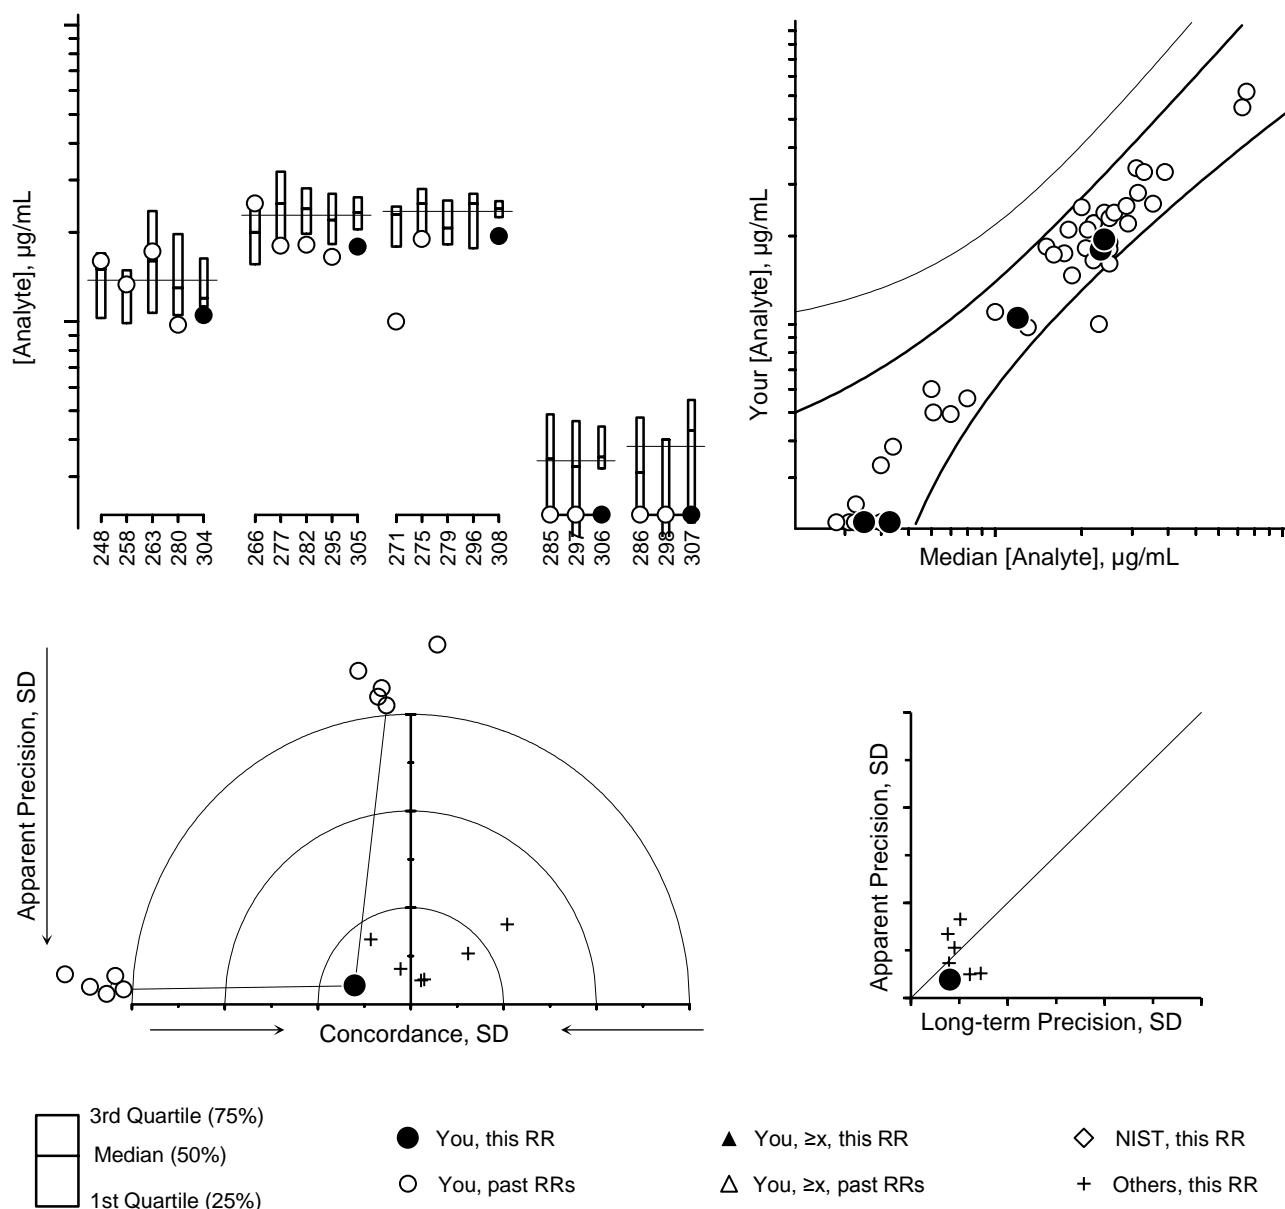 [Analyte], µg/mL
248
258
263
280
304
266
277
282
295
305
271
275
279
296
308
285
297
306
286
298
307
Your [Analyte], µg/mL
Median [Analyte], µg/mL
Apparent Precision, SD
Concordance, SD
Apparent Precision, SD
Long-term Precision, SD
3rd Quartile (75%)
Median (50%)
1st Quartile (25%)
You, this RR
You, past RRs
You, ≥x, this RR
You, ≥x, past RRs
NIST, this RR
Others, this RR